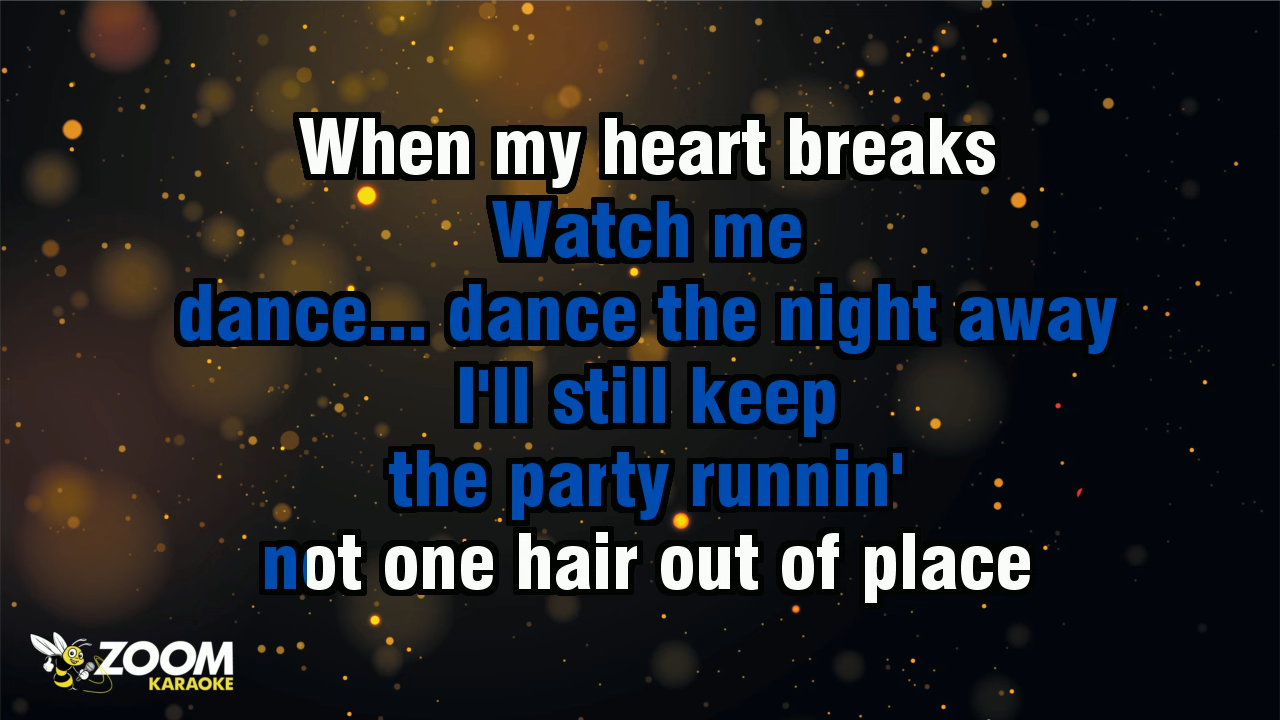 When my heart breaks
Watch me
dance... dance the night away
I'll still keep
the party runnin'
not one hair out of place
ZOOM
KARAOKE